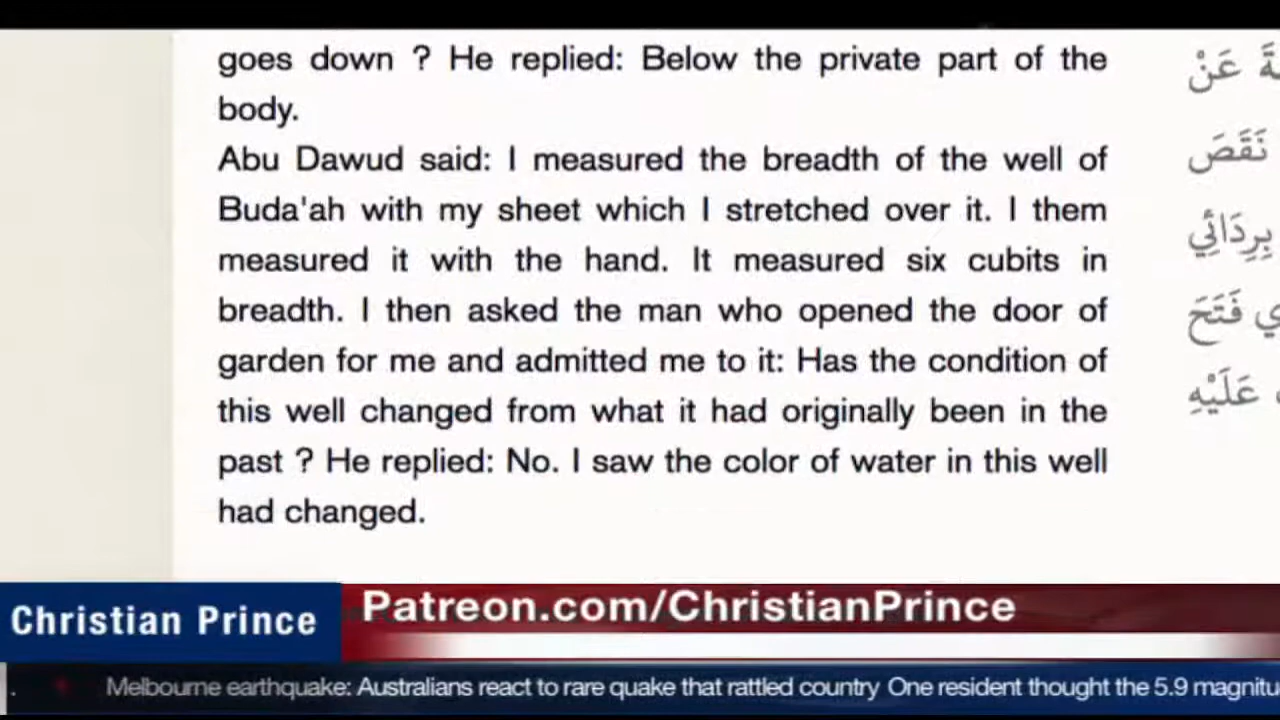 goes down ? He replied: Below the private part of the
body.
Abu Dawud said: I measured the breadth of the well of
Buda'ah with my sheet which I stretched over it. I them
measured it with the hand. It measured six cubits in
breadth. I then asked the man who opened the door of
garden for me and admitted me to it: Has the condition of
this well changed from what it had originally been in the
past ? He replied: No. I saw the color of water in this well
had changed.
عَنْ
نَقَصَ
بِرِدَائِي
فَتَحَ
عَلَيْهِ
Christian Prince
Patreon.com/ChristianPrince
. Melbourne earthquake: Australians react to rare quake that rattled country One resident thought the 5.9 magnitu